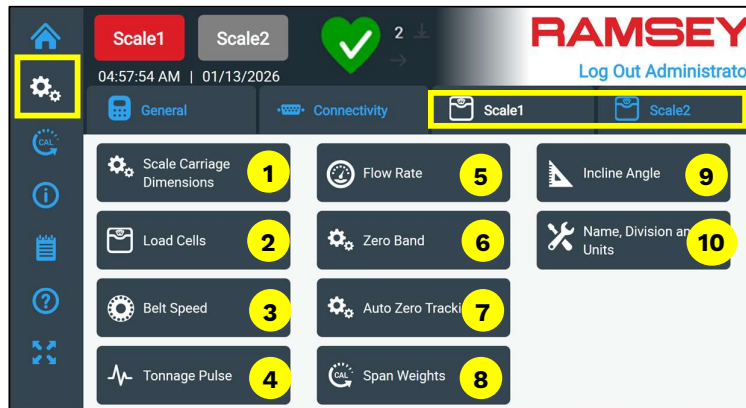 Scale1
Scale2
2
RAMSEY
04:57:54 AM | 01/13/2026
Log Out Administrato
General
Connectivity
Scale1
Scale2
CAL
Scale Carriage
Dimensions
1
Flow Rate
5
Incline Angle
9
Load Cells
2
Zero Band
6
Name, Division an
Units
10
Belt Speed
3
Auto Zero Tracki
7
Tonnage Pulse
4
CAL
Span Weights
8